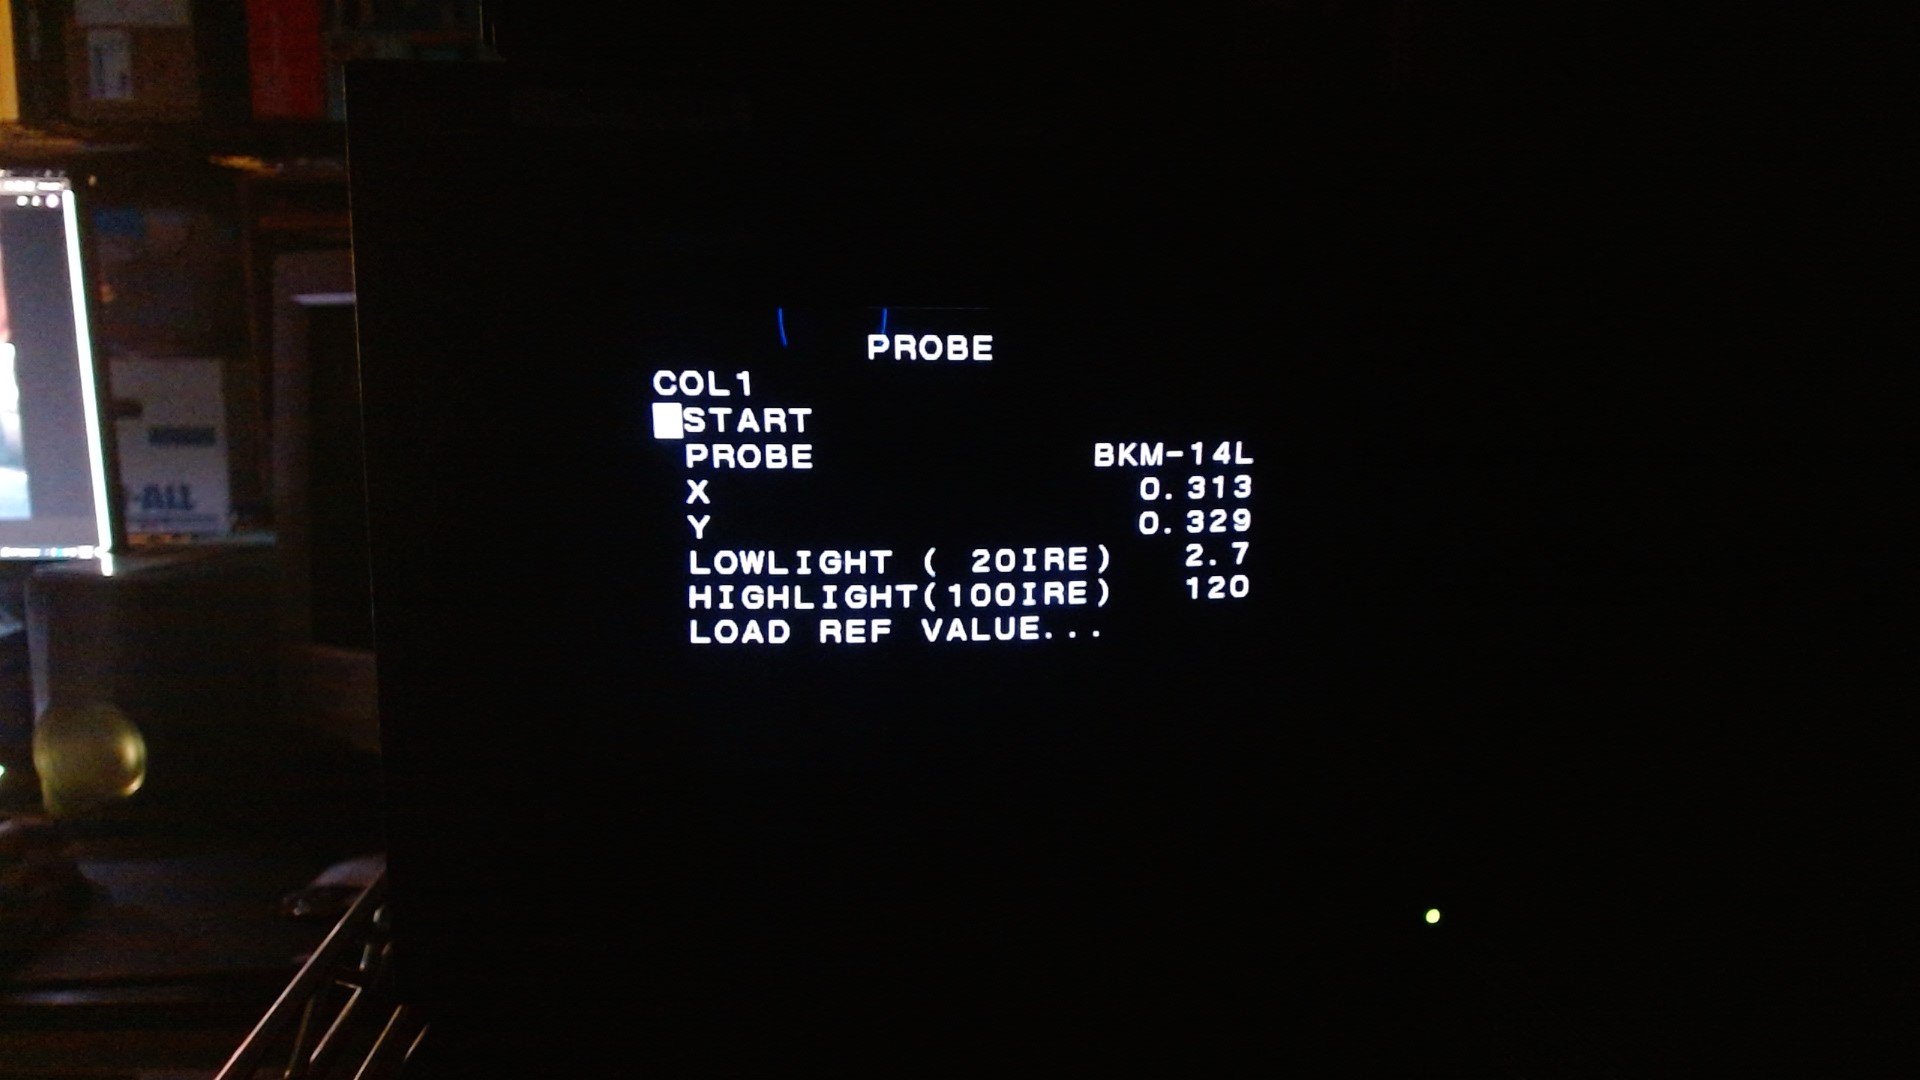 PROBE
COL1
START
PROBE BKM-14L
X 0.313
Y 0.329
LOWLIGHT ( 20IRE) 2.7
HIGHLIGHT(100IRE) 120
LOAD REF VALUE...
-ALL